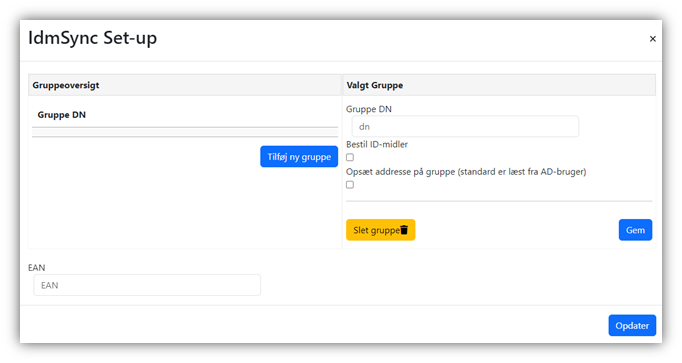 IdmSync Set-up
×
Gruppeoversigt
Valgt Gruppe
Gruppe DN
Tilføj ny gruppe
Gruppe DN
dn
Bestil ID-midler
Opsæt addresse på gruppe (standard er læst fra AD-bruger)
Slet gruppe
Gem
EAN
EAN
Opdater